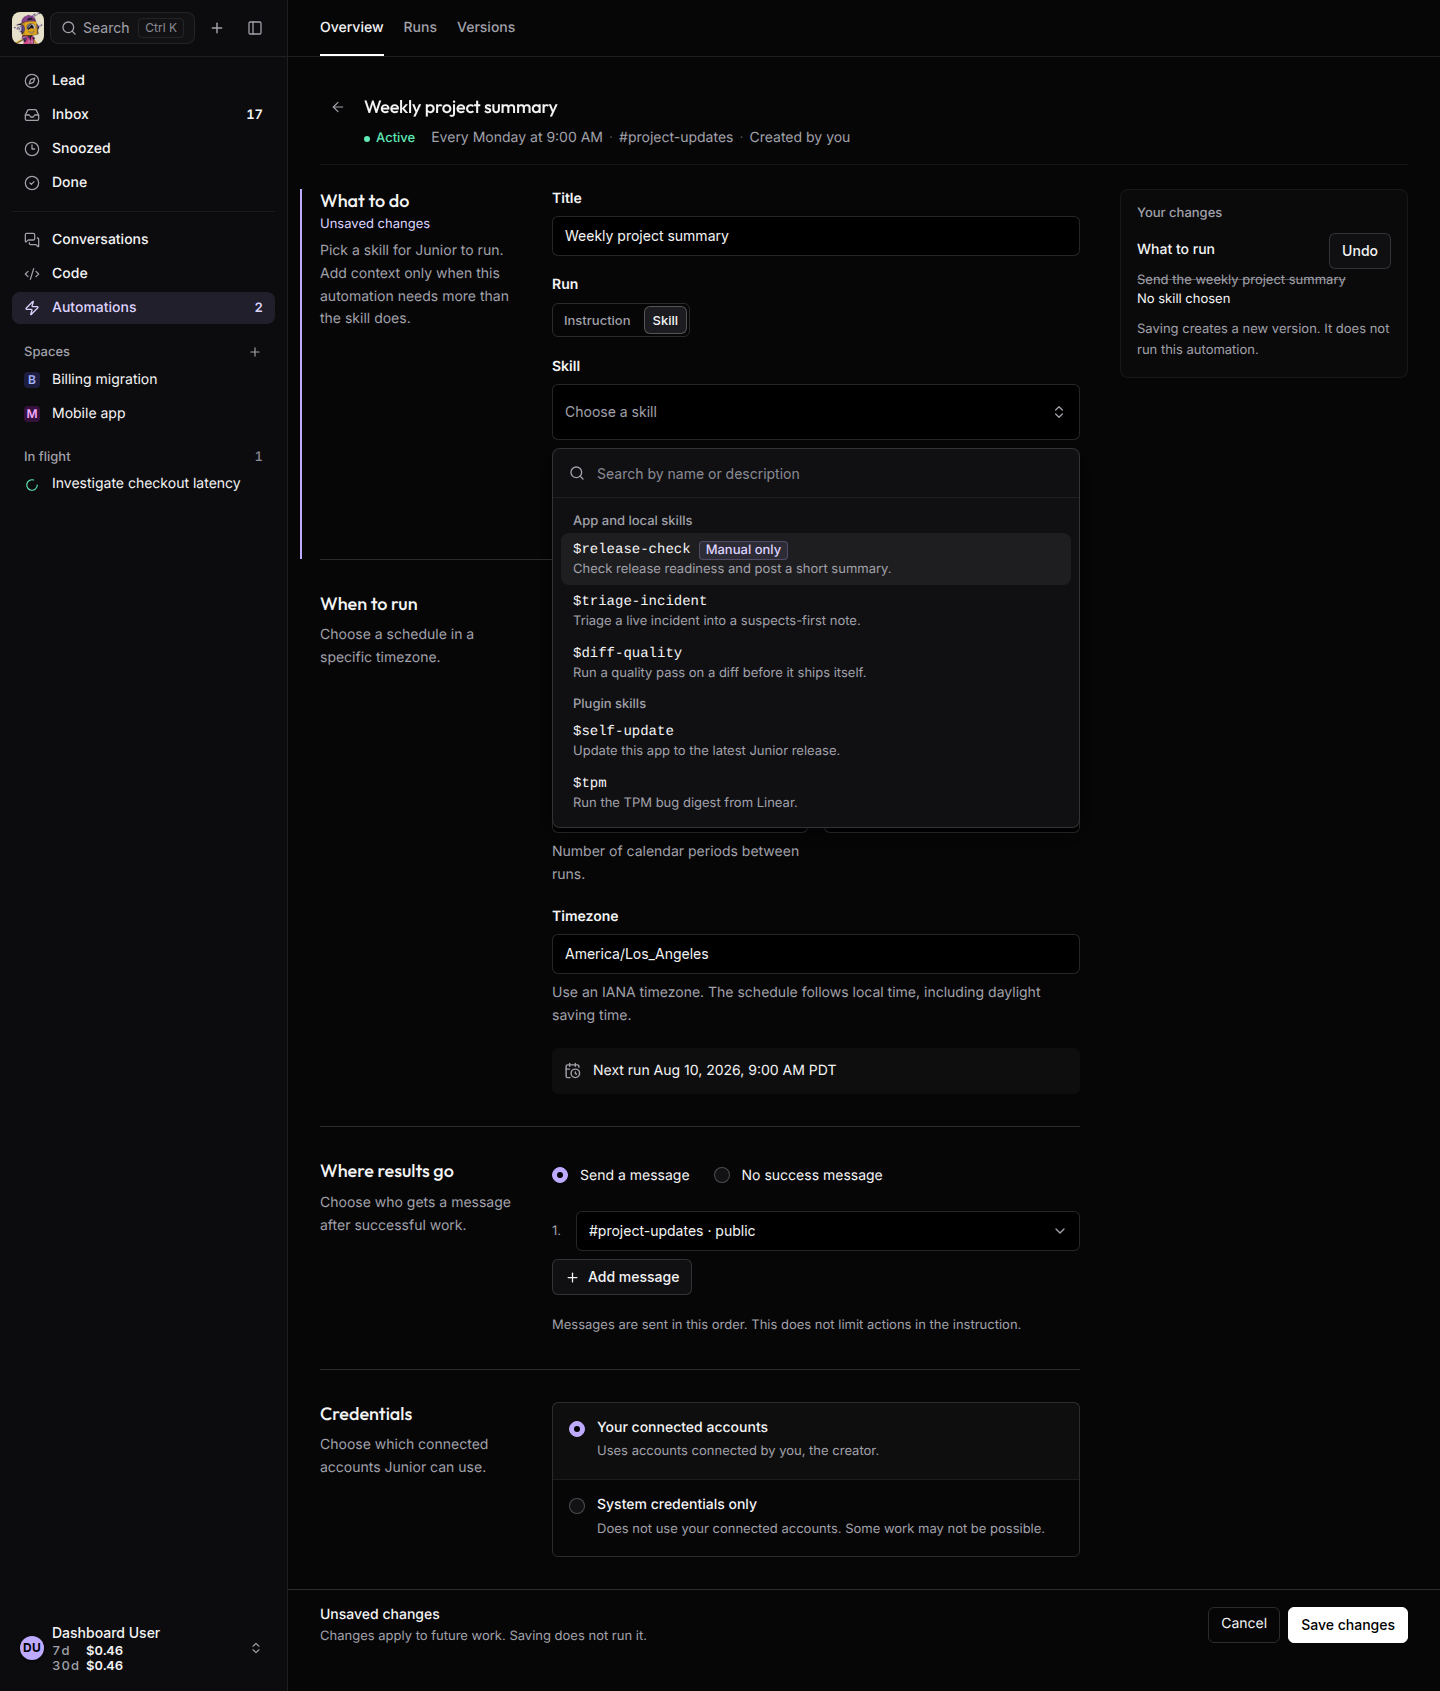 Search
Ctrl K
Lead
Inbox
17
Snoozed
Done
Conversations
Code
Automations
2
Spaces
B
Billing migration
M
Mobile app
In flight
1
Investigate checkout latency
DU
Dashboard User
7d $0.46
30d $0.46
Overview
Runs
Versions
Weekly project summary
Active
Every Monday at 9:00 AM · #project-updates · Created by you
What to do
Unsaved changes
Pick a skill for Junior to run.
Add context only when this
automation needs more than
the skill does.
Title
Weekly project summary
Run
Instruction
Skill
Skill
Choose a skill
Search by name or description
App and local skills
$release-check
Manual only
Check release readiness and post a short summary.
$triage-incident
Triage a live incident into a suspects-first note.
$diff-quality
Run a quality pass on a diff before it ships itself.
Plugin skills
$self-update
Update this app to the latest Junior release.
$tpm
Run the TPM bug digest from Linear.
Your changes
What to run
Undo
Send the weekly project summary
No skill chosen
Saving creates a new version. It does not
run this automation.
When to run
Choose a schedule in a
specific timezone.
Number of calendar periods between
runs.
Timezone
America/Los_Angeles
Use an IANA timezone. The schedule follows local time, including daylight
saving time.
Next run Aug 10, 2026, 9:00 AM PDT
Where results go
Choose who gets a message
after successful work.
Send a message
No success message
1.
#project-updates · public
Add message
Messages are sent in this order. This does not limit actions in the instruction.
Credentials
Choose which connected
accounts Junior can use.
Your connected accounts
Uses accounts connected by you, the creator.
System credentials only
Does not use your connected accounts. Some work may not be possible.
Unsaved changes
Changes apply to future work. Saving does not run it.
Cancel
Save changes